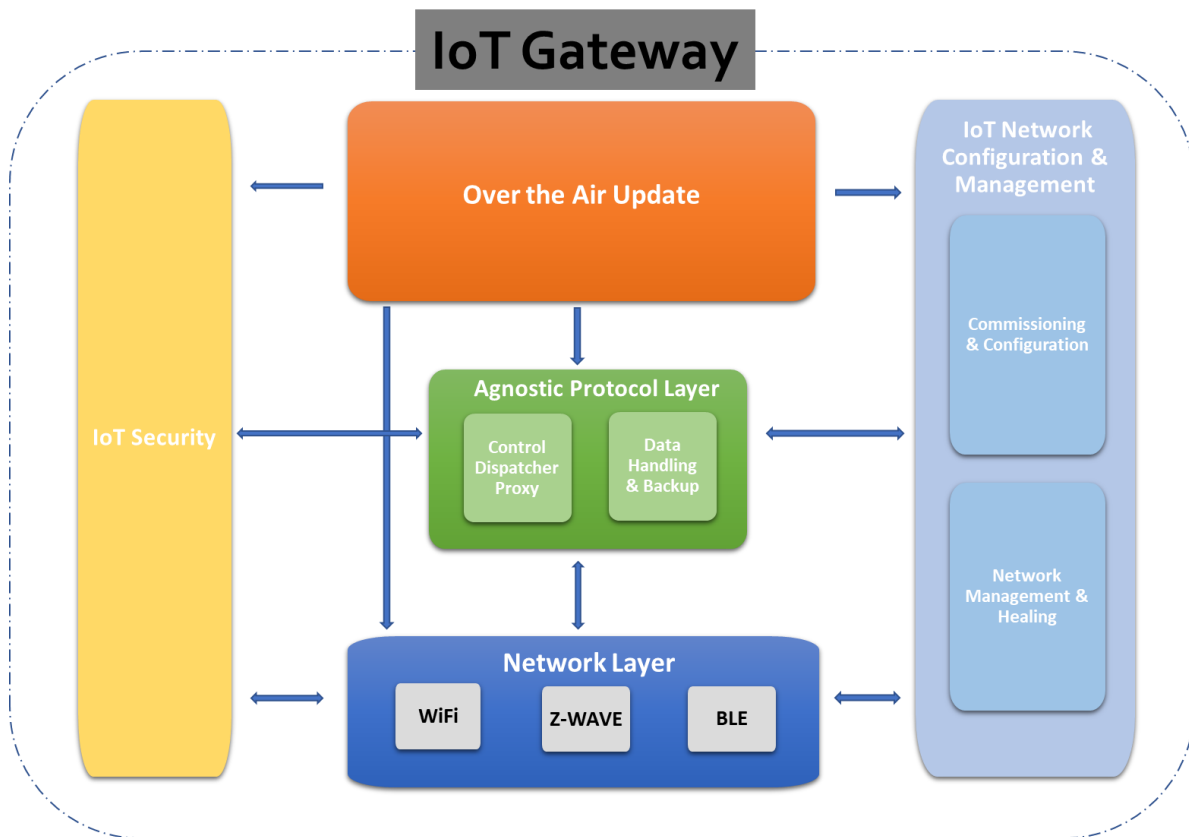 IoT Gateway
Over the Air Update
IoT Network
Configuration &
Management
Commissioning
& Configuration
IoT Security
Agnostic Protocol Layer
Control
Dispatcher
Proxy
Data
Handling
& Backup
Network
Management &
Healing
Network Layer
WiFi
Z-WAVE
BLE